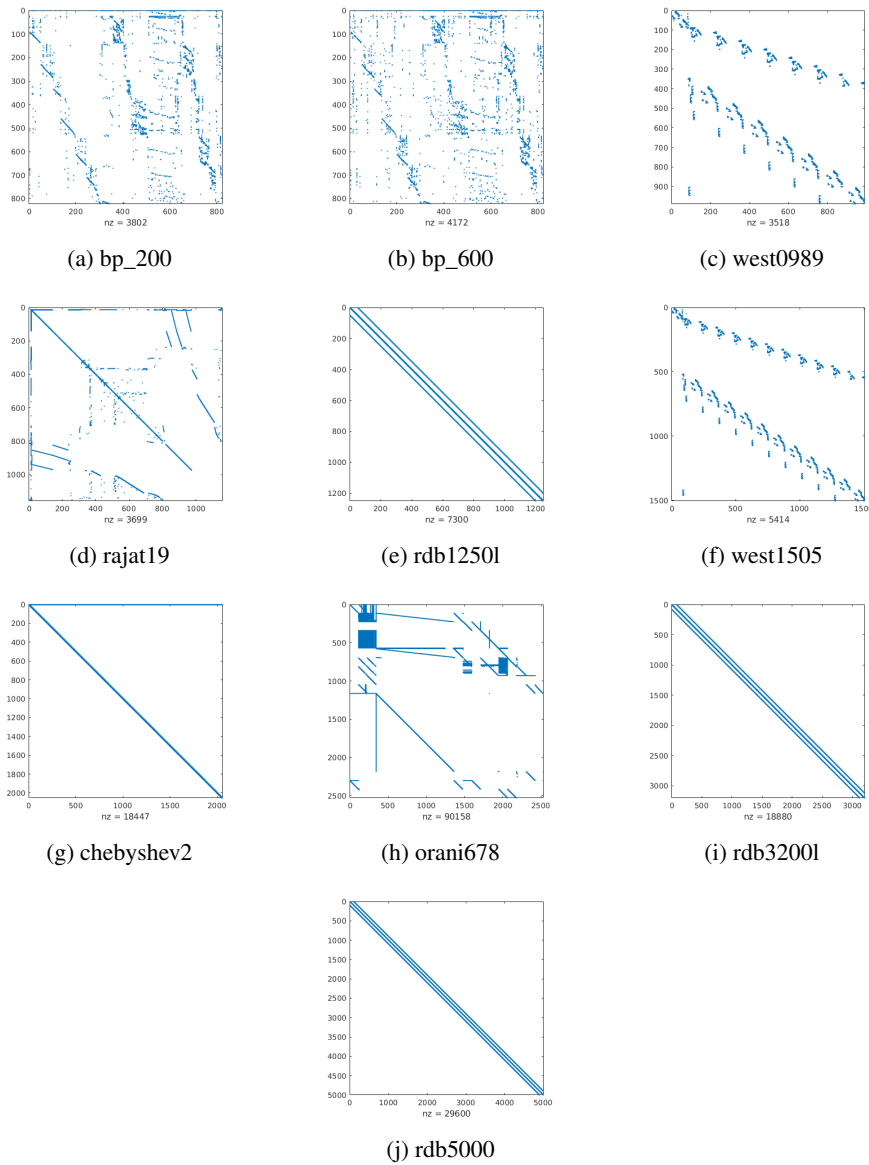 0
100
200
300
400
500
600
700
800
0 200 400 600 800
nz = 3802
(a) bp_200
0
100
200
300
400
500
600
700
800
0 200 400 600 800
nz = 4172
(b) bp_600
0
100
200
300
400
500
600
700
800
900
0 200 400 600 800
nz = 3518
(c) west0989
0
200
400
600
800
1000
0 200 400 600 800 1000
nz = 3699
(d) rajat19
0
200
400
600
800
1000
1200
0 200 400 600 800 1000 1200
nz = 7300
(e) rdb1250l
0
500
1000
1500
0 500 1000 1500
nz = 5414
(f) west1505
0
200
400
600
800
1000
1200
1400
1600
1800
2000
0 500 1000 1500 2000
nz = 18447
(g) chebyshev2
0
500
1000
1500
2000
2500
0 500 1000 1500 2000 2500
nz = 90158
(h) orani678
0
500
1000
1500
2000
2500
3000
0 500 1000 1500 2000 2500 3000
nz = 18880
(i) rdb3200l
0
500
1000
1500
2000
2500
3000
3500
4000
4500
5000
0 1000 2000 3000 4000 5000
nz = 29600
(j) rdb5000